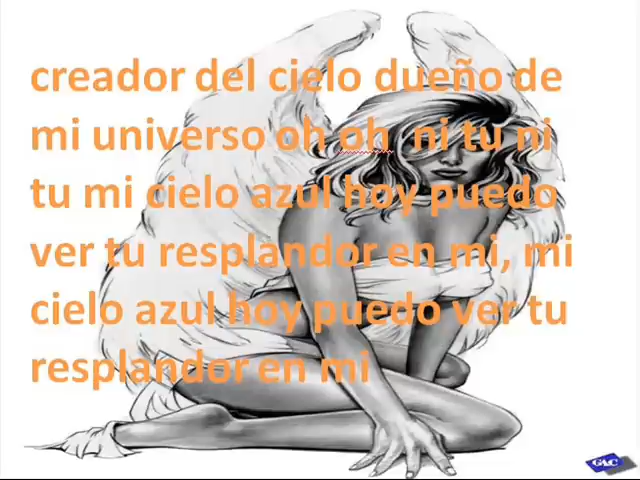 creador del cielo dueño de
mi universo oh oh ni tu ni
tu mi cielo azul hoy puedo
ver tu resplandor en mi, mi
cielo azul hoy puedo ver tu
resplandor en mi
GAC